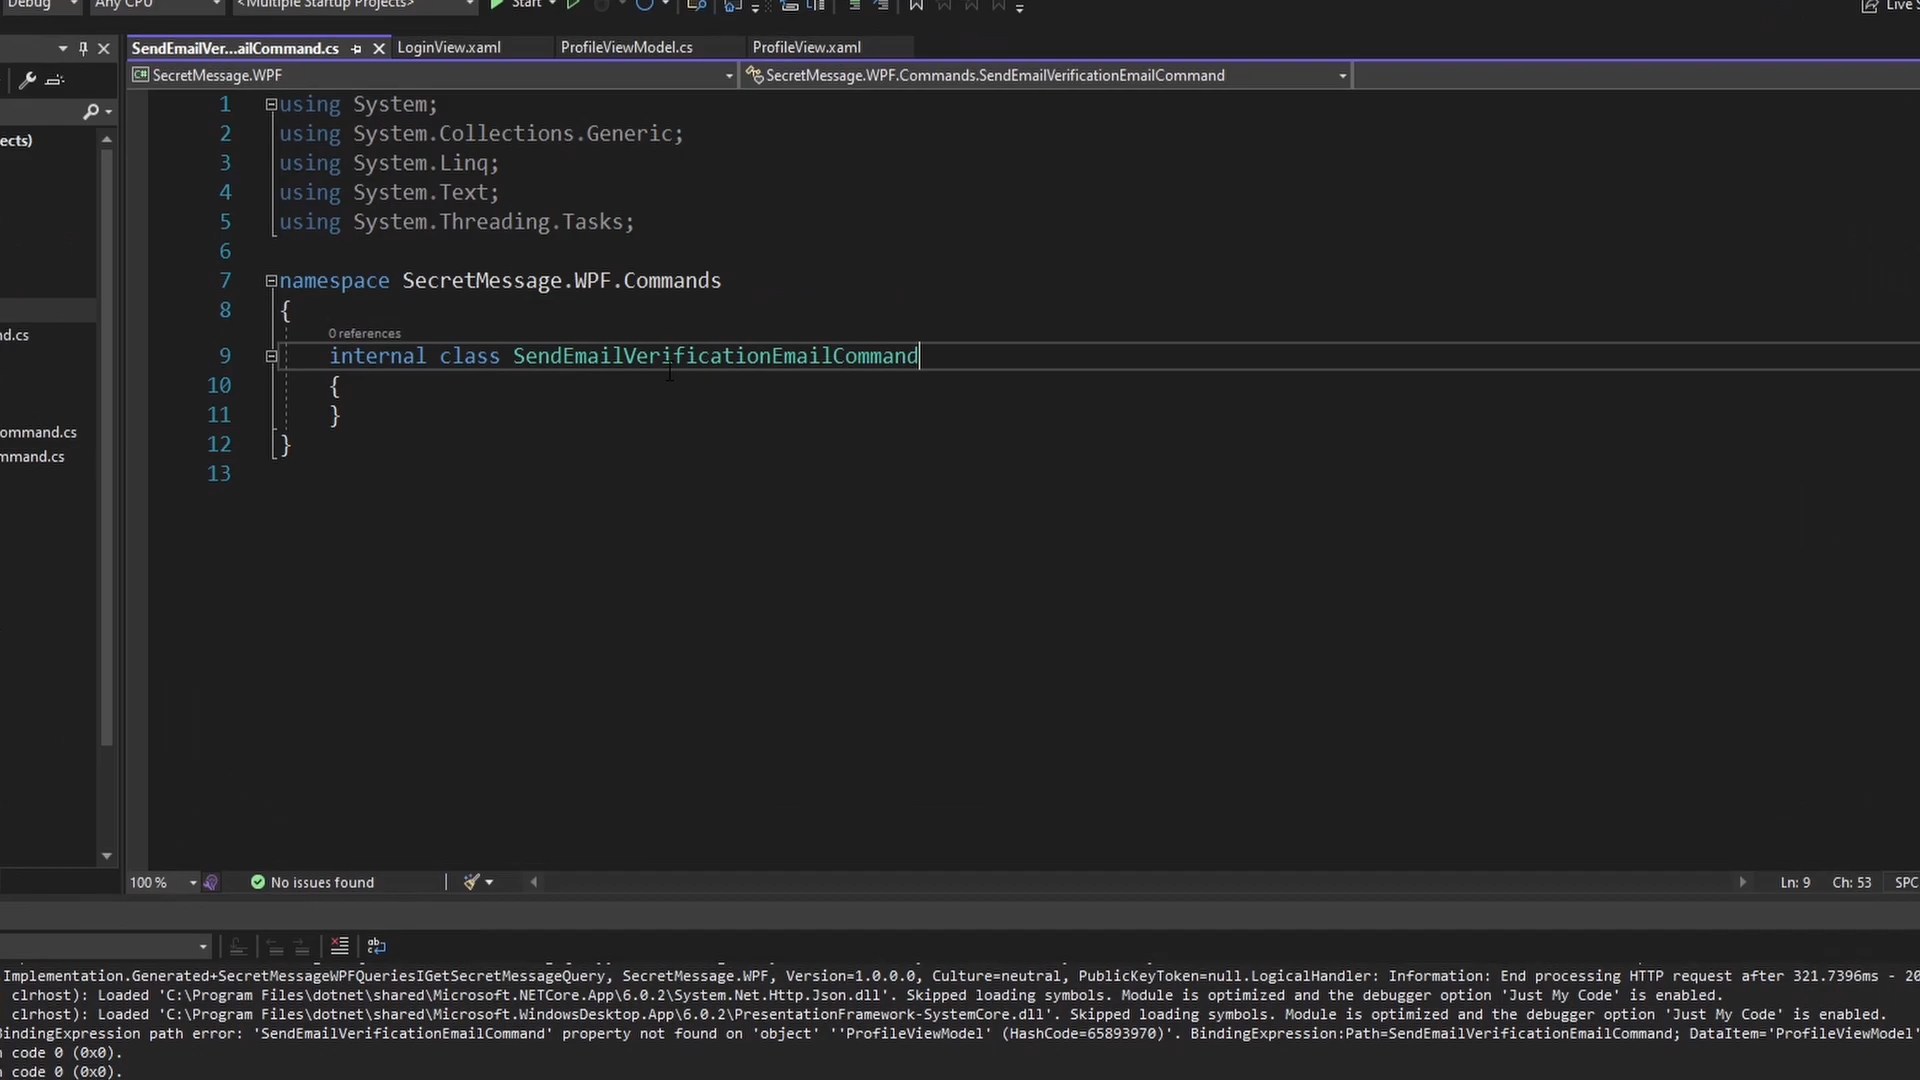 Debug Any CPU <Multiple Startup Projects> Start Live S
SendEmailVer...ailCommand.cs LoginView.xaml ProfileViewModel.cs ProfileView.xaml
SecretMessage.WPF SecretMessage.WPF.Commands.SendEmailVerificationEmailCommand
ects)
nd.cs
ommand.cs
mmand.cs
1 using System;
2 using System.Collections.Generic;
3 using System.Linq;
4 using System.Text;
5 using System.Threading.Tasks;
6
7 namespace SecretMessage.WPF.Commands
8 {
0 references
9 internal class SendEmailVerificationEmailCommand
10 {
11 }
12 }
13
100 % No issues found Ln: 9 Ch: 53 SPC
Implementation.Generated+SecretMessageWPFQueriesIGetSecretMessageQuery, SecretMessage.WPF, Version=1.0.0.0, Culture=neutral, PublicKeyToken=null.LogicalHandler: Information: End processing HTTP request after 321.7396ms - 20
clrhost): Loaded 'C:\Program Files\dotnet\shared\Microsoft.NETCore.App\6.0.2\System.Net.Http.Json.dll'. Skipped loading symbols. Module is optimized and the debugger option 'Just My Code' is enabled.
clrhost): Loaded 'C:\Program Files\dotnet\shared\Microsoft.WindowsDesktop.App\6.0.2\PresentationFramework-SystemCore.dll'. Skipped loading symbols. Module is optimized and the debugger option 'Just My Code' is enabled.
BindingExpression path error: 'SendEmailVerificationEmailCommand' property not found on 'object' ''ProfileViewModel' (HashCode=65893970)'. BindingExpression:Path=SendEmailVerificationEmailCommand; DataItem='ProfileViewModel'
n code 0 (0x0).
n code 0 (0x0).